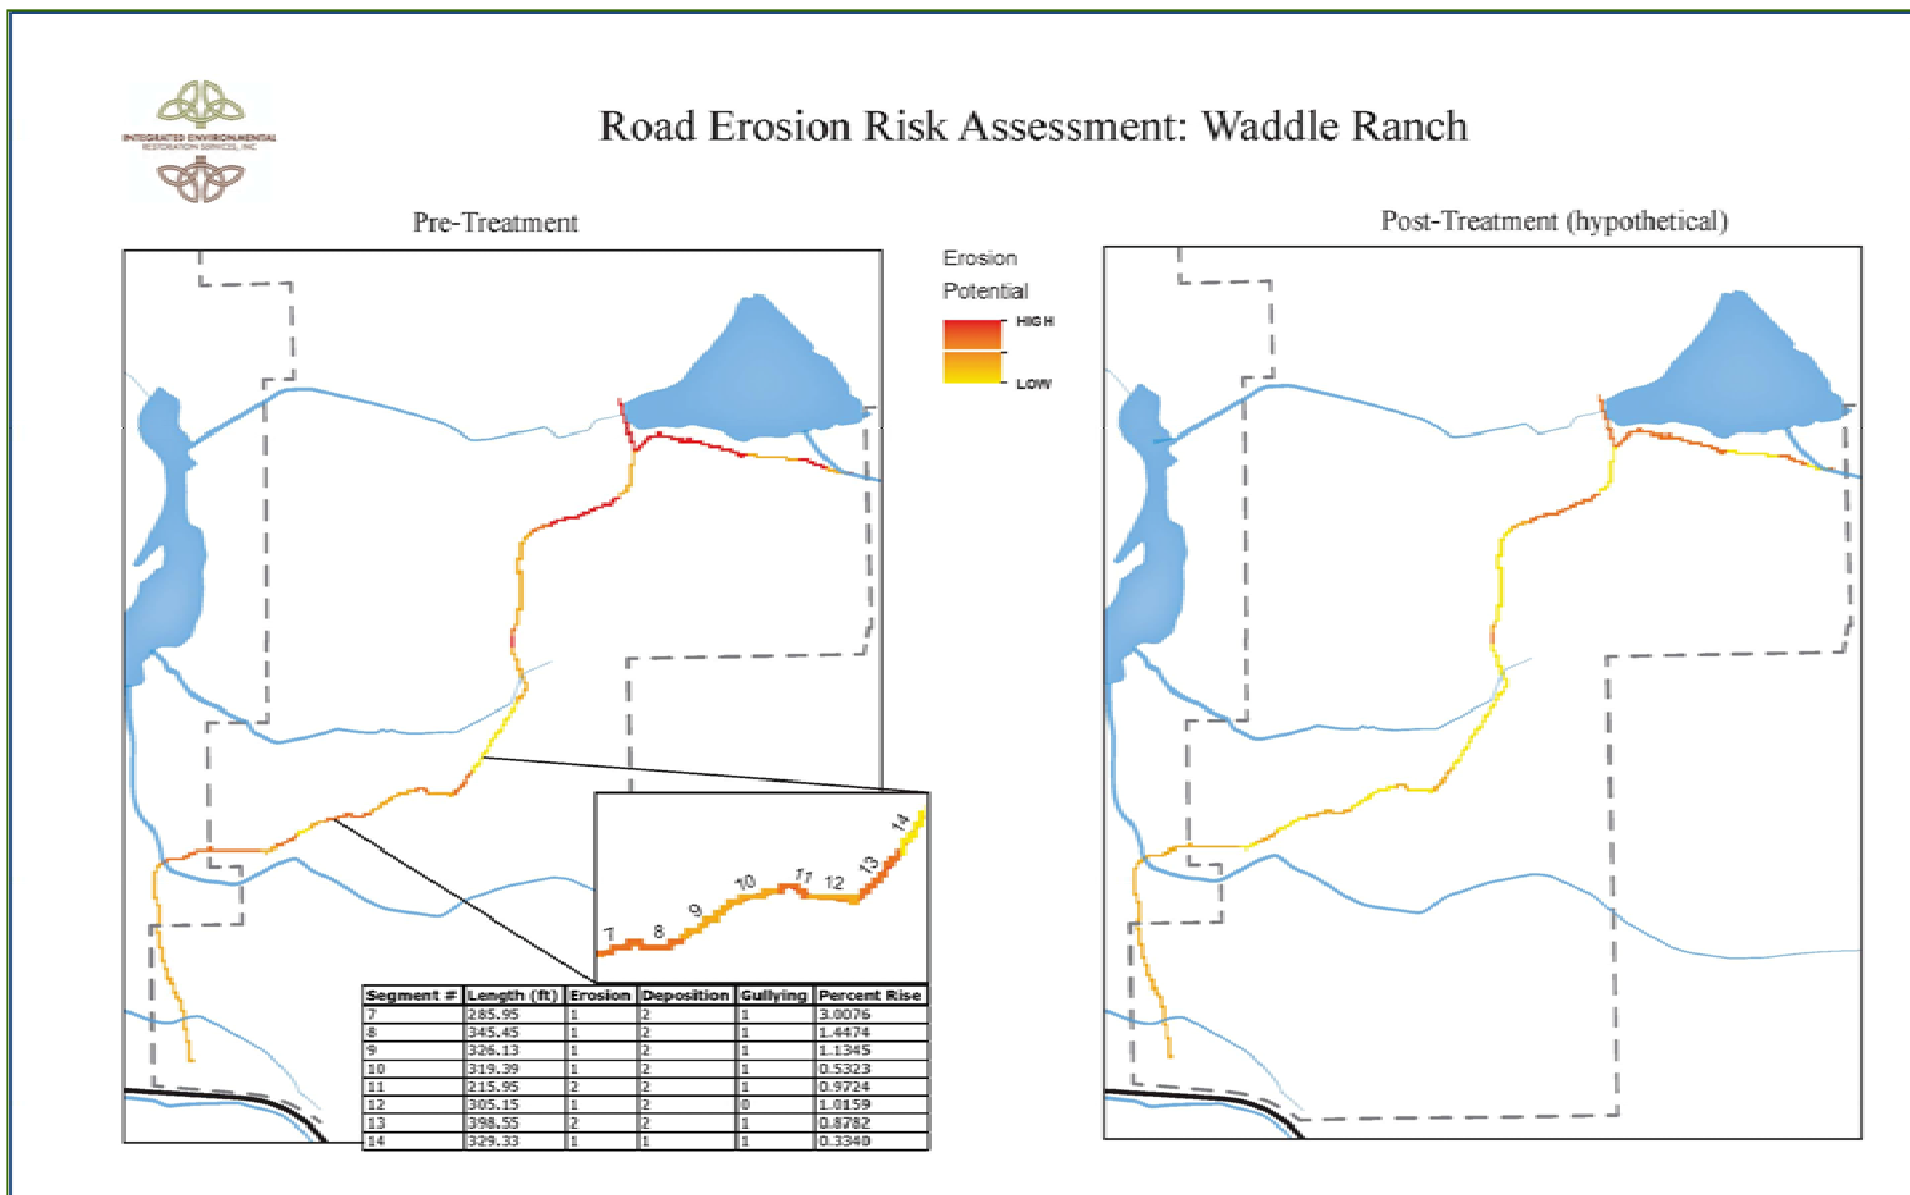 INTEGRATED ENVIRONMENTAL
RESTORATION SERVICES, INC
Road Erosion Risk Assessment: Waddle Ranch
Pre-Treatment
Post-Treatment (hypothetical)
Erosion
Potential
HIGH
LOW
7
8
9
10
11
12
13
14
Segment # Length (ft) Erosion Deposition Gullying Percent Rise
7 285.95 1 2 1 3.0076
8 345.45 1 2 1 1.4474
9 326.13 1 2 1 1.1345
10 319.39 1 2 1 0.5323
11 215.95 2 2 1 0.9724
12 305.15 1 2 0 1.0159
13 398.55 2 2 1 0.8782
14 329.33 1 1 1 0.3340